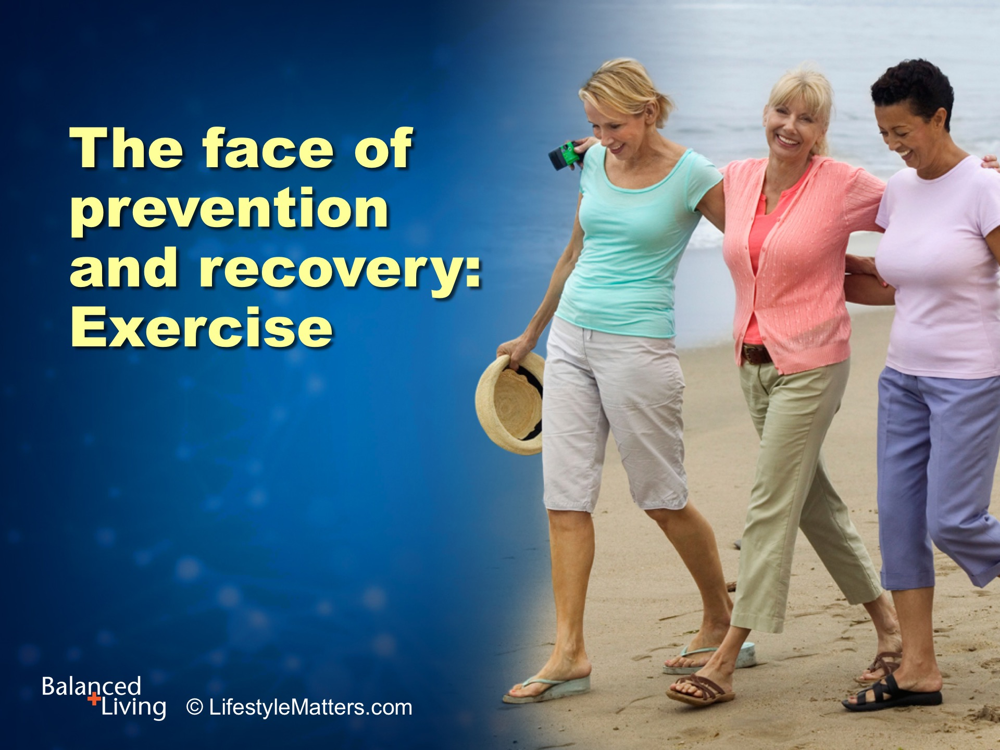 The face of
prevention
and recovery:
Exercise
Balanced
Living
© LifestyleMatters.com